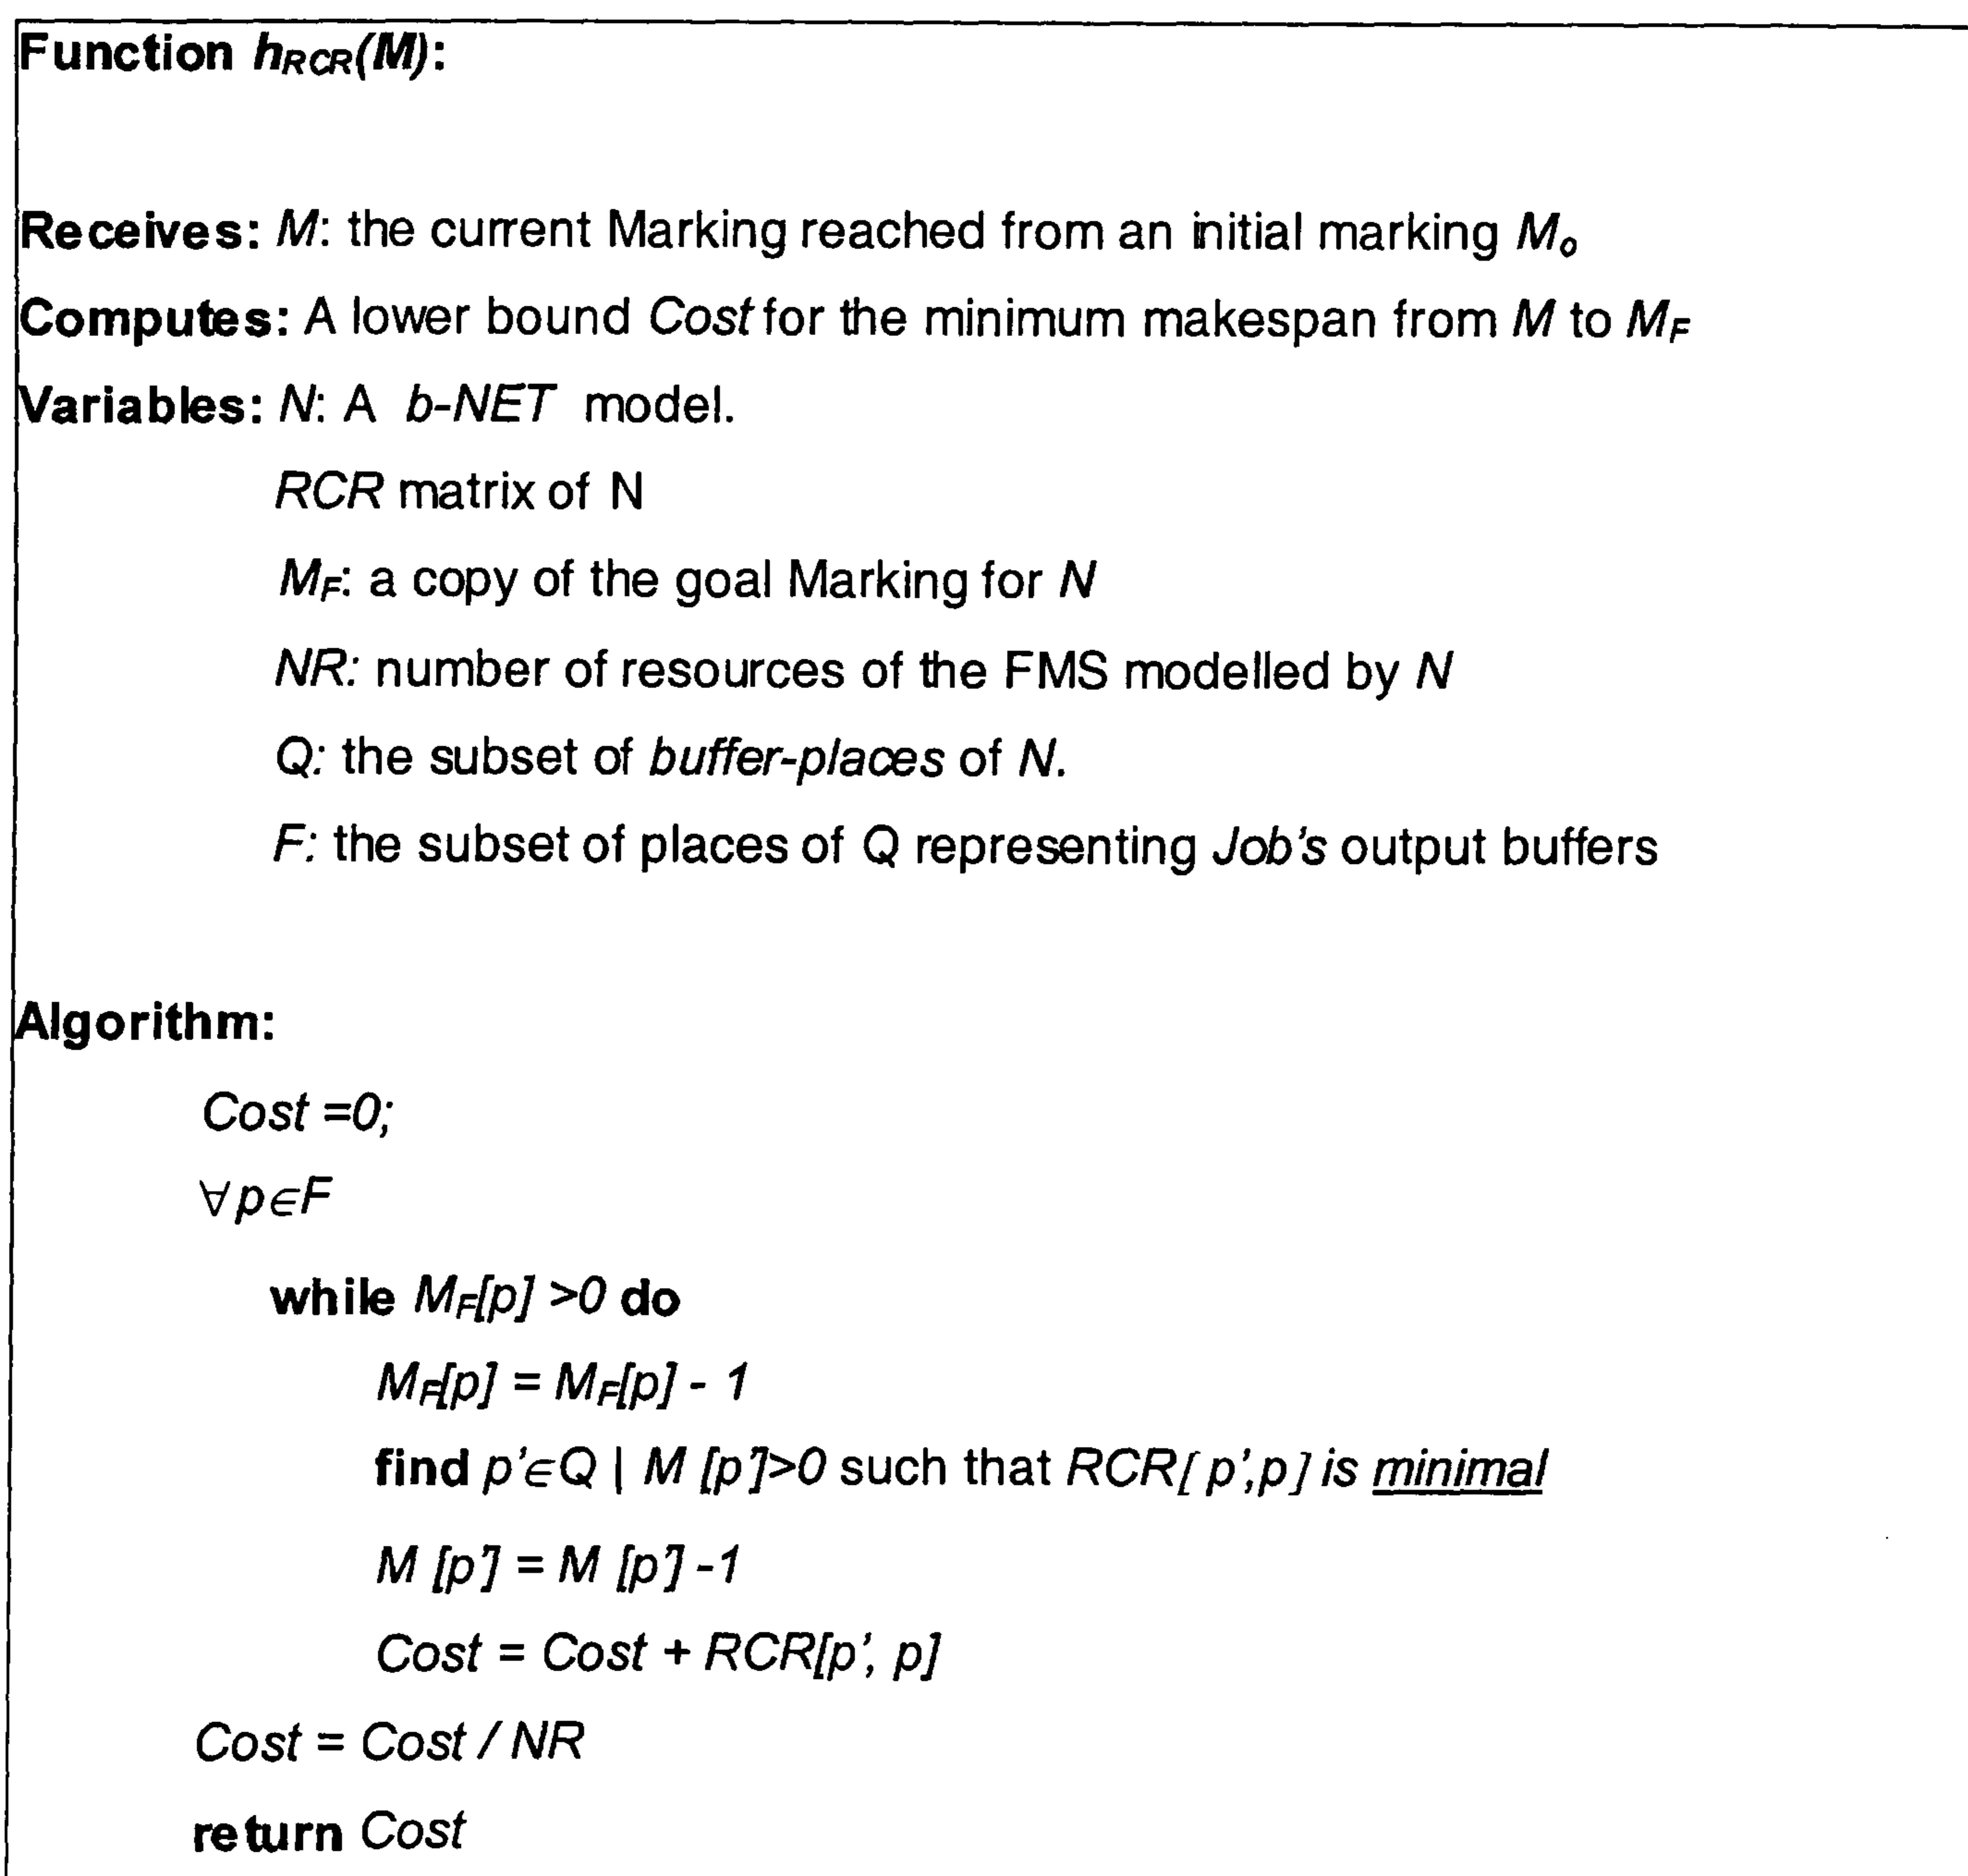 Function hRCR(M):
Receives: M: the current Marking reached from an initial marking Mo
Computes: A lower bound Cost for the minimum makespan from M to MF
Variables: N: A b-NET model.
RCR matrix of N
MF: a copy of the goal Marking for N
NR: number of resources of the FMS modelled by N
Q: the subset of buffer-places of N.
F: the subset of places of Q representing Job's output buffers
Algorithm:
Cost =0;
∀p∈F
while MF[p] >0 do
MF[p] = MF[p] - 1
find p'∈Q | M [p']>0 such that RCR[ p',p] is minimal
M [p'] = M [p'] -1
Cost = Cost + RCR[p', p]
Cost = Cost / NR
return Cost